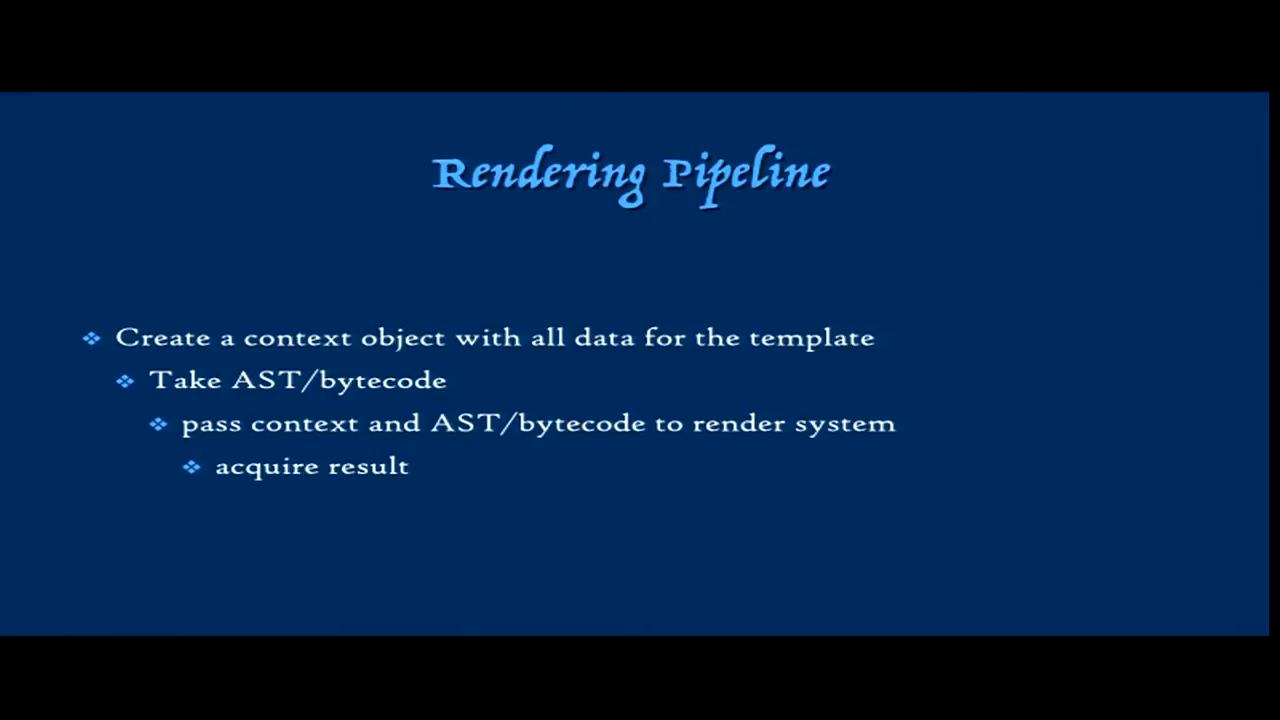 Rendering Pipeline
Create a context object with all data for the template
Take AST/bytecode
pass context and AST/bytecode to render system
acquire result